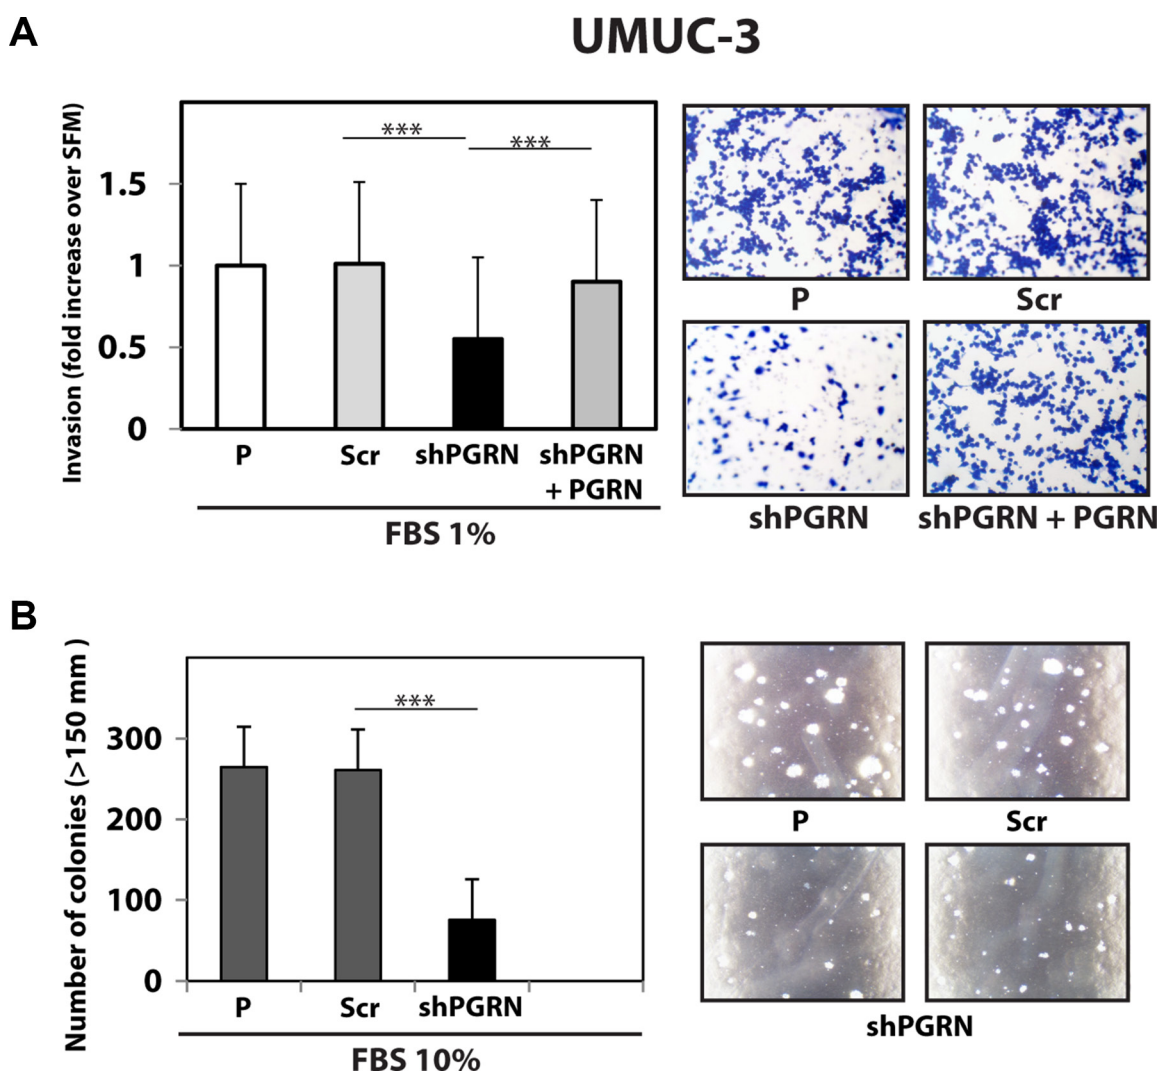 A
UMUC-3
Invasion (fold increase over SFM)
1.5
1
0.5
0
***
***
P
Scr
shPGRN
shPGRN
+ PGRN
FBS 1%
P
Scr
shPGRN
shPGRN + PGRN
B
Number of colonies (>150 mm )
300
200
100
0
***
P
Scr
shPGRN
FBS 10%
P
Scr
shPGRN